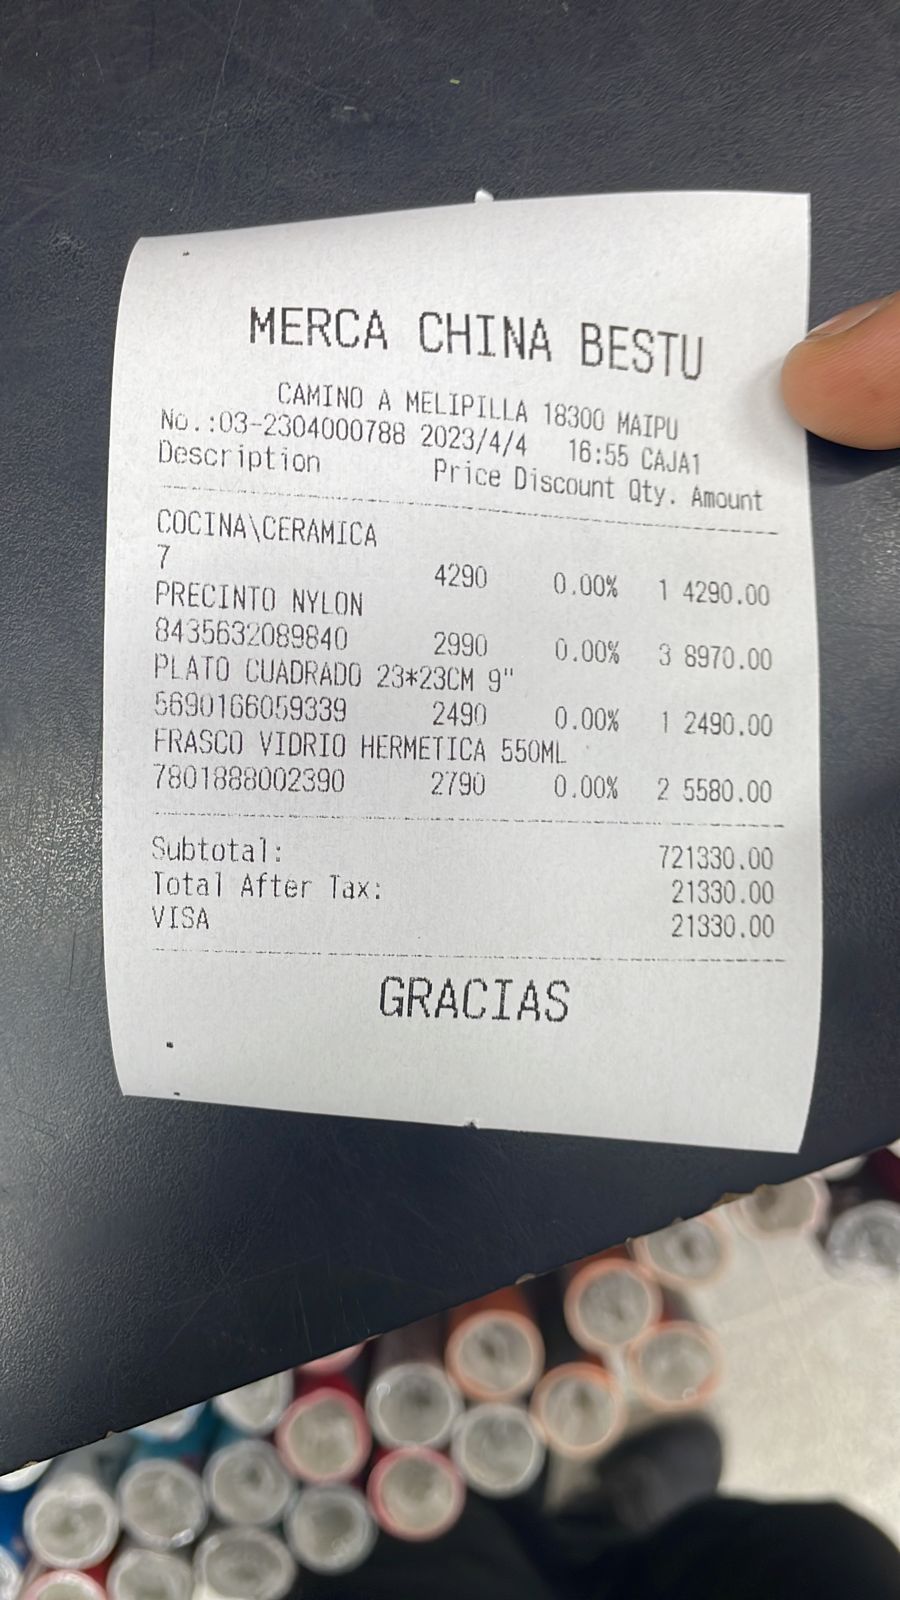 MERCA CHINA BESTU
CAMINO A MELIPILLA 18300 MAIPU
No.:03-2304000788 2023/4/4 16:55 CAJA1
Description Price Discount Qty. Amount
COCINA\CERAMICA
7 4290 0.00% 1 4290.00
PRECINTO NYLON
8435632089840 2990 0.00% 3 8970.00
PLATO CUADRADO 23*23CM 9"
5690166059339 2490 0.00% 1 2490.00
FRASCO VIDRIO HERMETICA 550ML
7801888002390 2790 0.00% 2 5580.00
Subtotal: 721330.00
Total After Tax: 21330.00
VISA 21330.00
GRACIAS